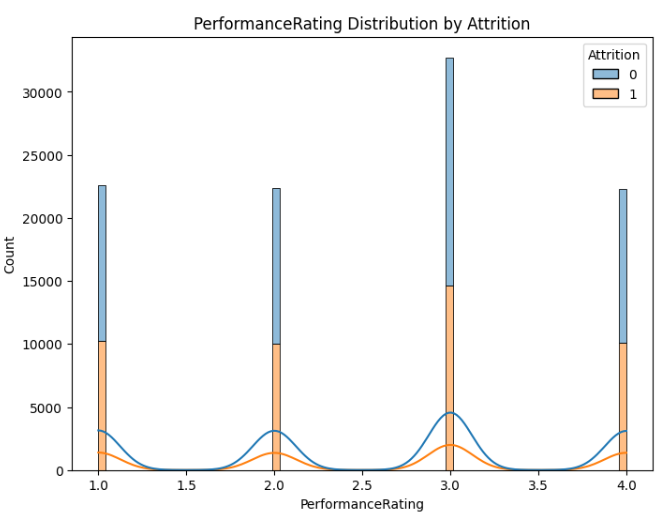 PerformanceRating Distribution by Attrition
Attrition
0
1
30000
25000
20000
15000
10000
5000
0
Count
1.0 1.5 2.0 2.5 3.0 3.5 4.0
PerformanceRating